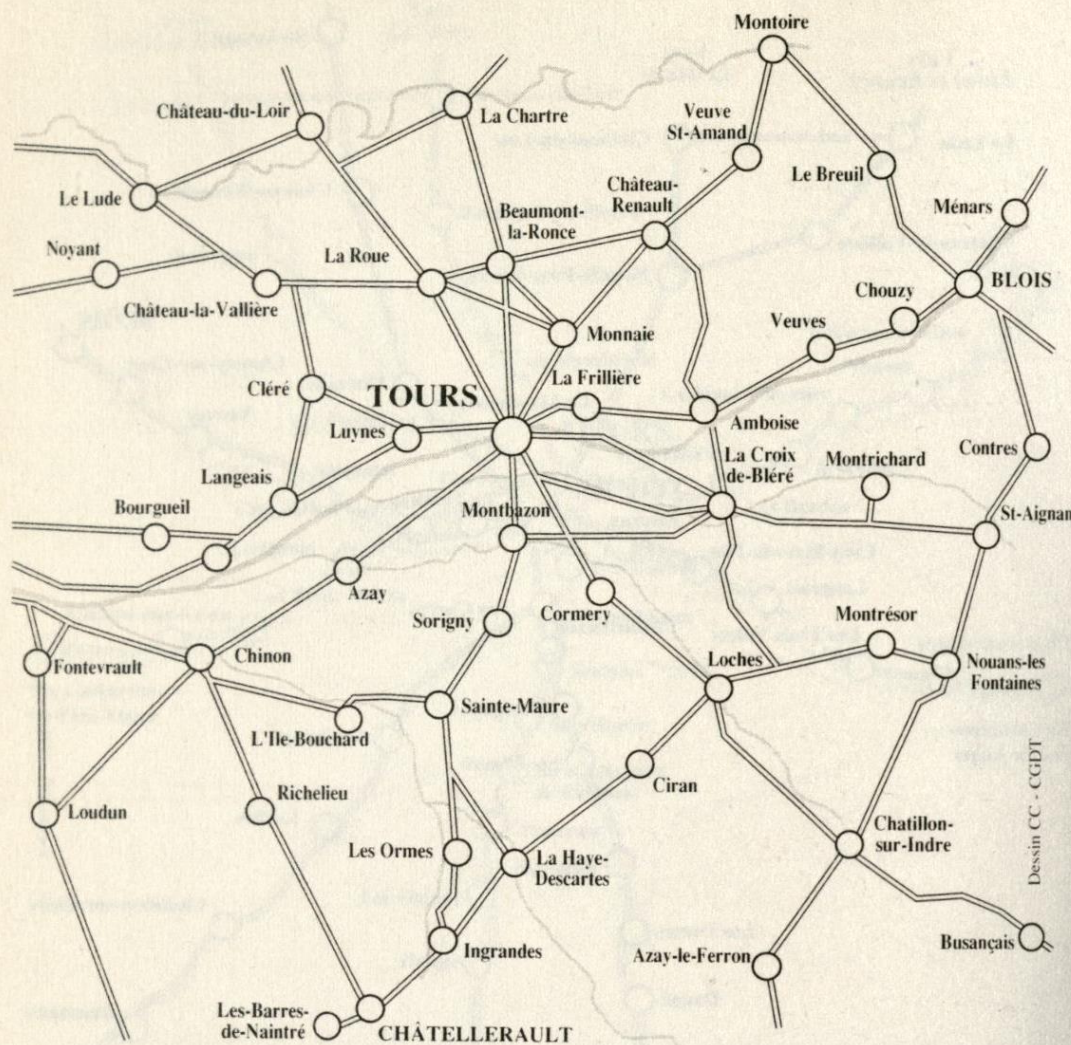 Montoire
Château-du-Loir
La Chartre
Veuve
St-Amand
Le Breuil
Le Lude
Château-
Renault
Ménars
Beaumont-
la-Ronce
Noyant
La Roue
BLOIS
Château-la-Vallière
Chouzy
Monnaie
Veuves
La Frillière
Cléré
TOURS
Amboise
Luynes
Contres
La Croix
de-Bléré
Montrichard
Langeais
Bourgueil
Montbazon
St-Aignan
Azay
Cormery
Sorigny
Montrésor
Fontevrault
Chinon
Loches
Nouans-les
Fontaines
Sainte-Maure
L'Ile-Bouchard
Ciran
Richelieu
Loudun
Chatillon-
sur-Indre
Les Ormes
La Haye-
Descartes
Dessin CC - CGDT
Ingrandes
Azay-le-Ferron
Busançais
Les-Barres-
de-Naintré
CHÂTELLERAULT